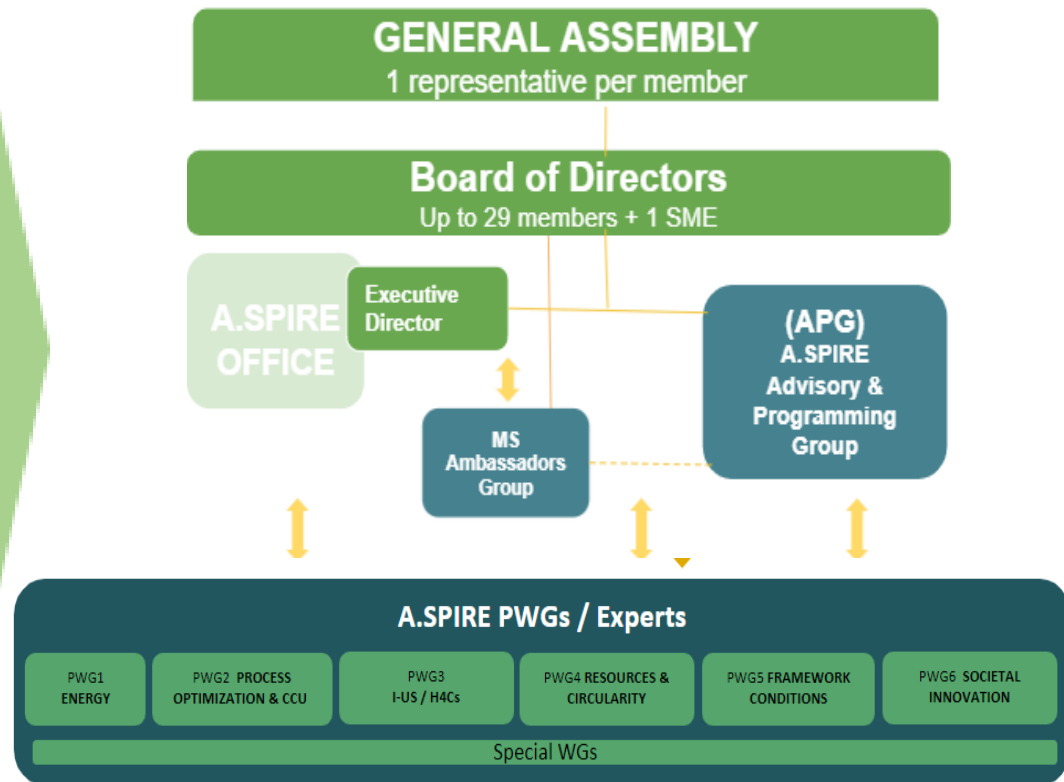 GENERAL ASSEMBLY
1 representative per member
Board of Directors
Up to 29 members + 1 SME
A.SPIRE
OFFICE
Executive
Director
(APG)
A.SPIRE
Advisory &
Programming
Group
MS
Ambassadors
Group
A.SPIRE PWGs / Experts
PWG1
ENERGY
PWG2 PROCESS
OPTIMIZATION & CCU
PWG3
I-US / H4Cs
PWG4 RESOURCES &
CIRCULARITY
PWG5 FRAMEWORK
CONDITIONS
PWG6 SOCIETAL
INNOVATION
Special WGs